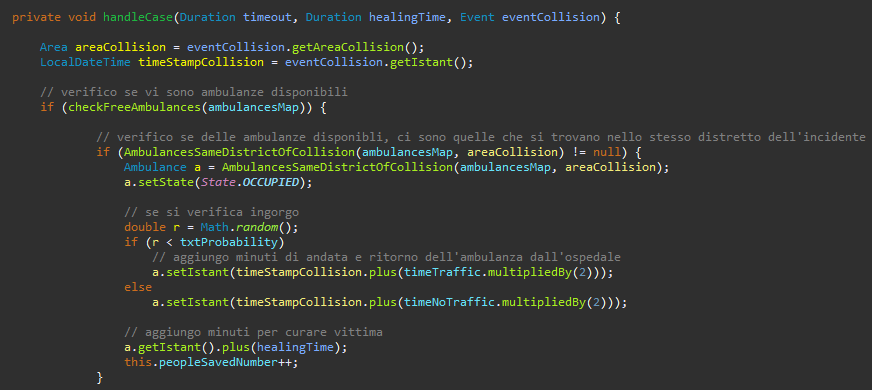 private void handleCase(Duration timeout, Duration healingTime, Event eventCollision) {
Area areaCollision = eventCollision.getAreaCollision();
LocalDateTime timeStampCollision = eventCollision.getIstant();
// verifico se vi sono ambulanze disponibili
if (checkFreeAmbulances(ambulancesMap)) {
// verifico se delle ambulanze disponibli, ci sono quelle che si trovano nello stesso distretto dell'incidente
if (AmbulancesSameDistrictOfCollision(ambulancesMap, areaCollision) != null) {
Ambulance a = AmbulancesSameDistrictOfCollision(ambulancesMap, areaCollision);
a.setState(State.OCCUPIED);
// se si verifica ingorgo
double r = Math.random();
if (r < txtProbability)
// aggiungo minuti di andata e ritorno dell'ambulanza dall'ospedale
a.setIstant(timeStampCollision.plus(timeTraffic.multipliedBy(2)));
else
a.setIstant(timeStampCollision.plus(timeNoTraffic.multipliedBy(2)));
// aggiungo minuti per curare vittima
a.getIstant().plus(healingTime);
this.peopleSavedNumber++;
}